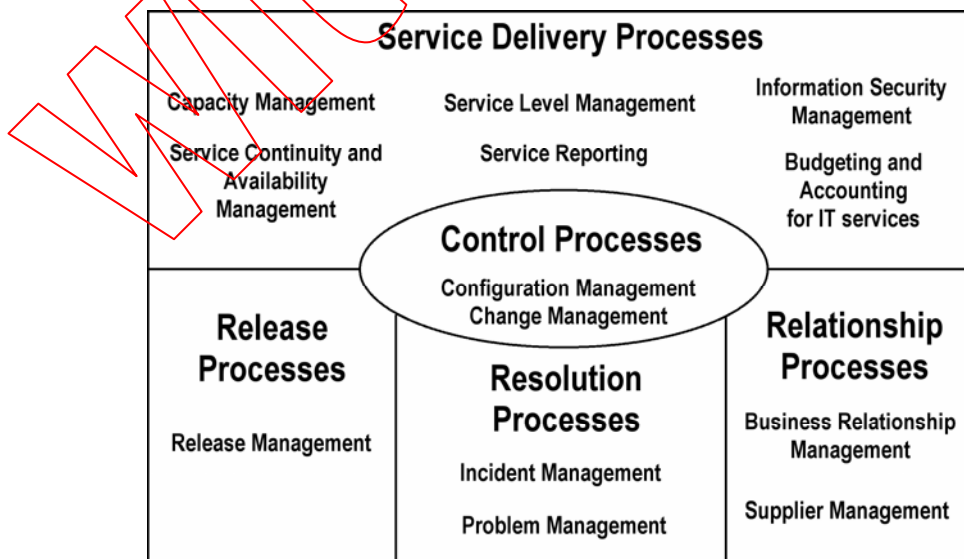 Service Delivery Processes
Capacity Management
Service Continuity and
Availability
Management
Service Level Management
Service Reporting
Information Security
Management
Budgeting and
Accounting
for IT services
Control Processes
Configuration Management
Change Management
Release
Processes
Release Management
Resolution
Processes
Incident Management
Problem Management
Relationship
Processes
Business Relationship
Management
Supplier Management